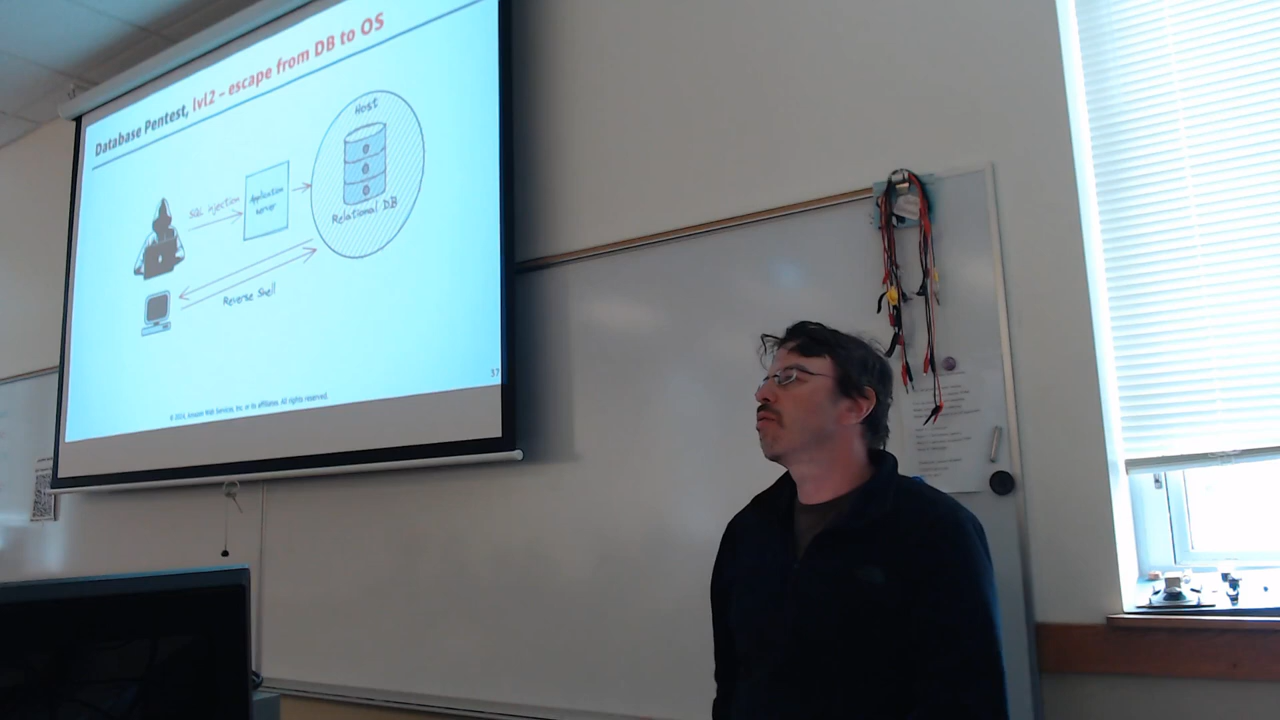 Database Pentest, lvl2 – escape from DB to OS
Host
SQL injection
Application
server
Relational DB
Reverse Shell
37
© 2024, Amazon Web Services, Inc. or its affiliates. All rights reserved.